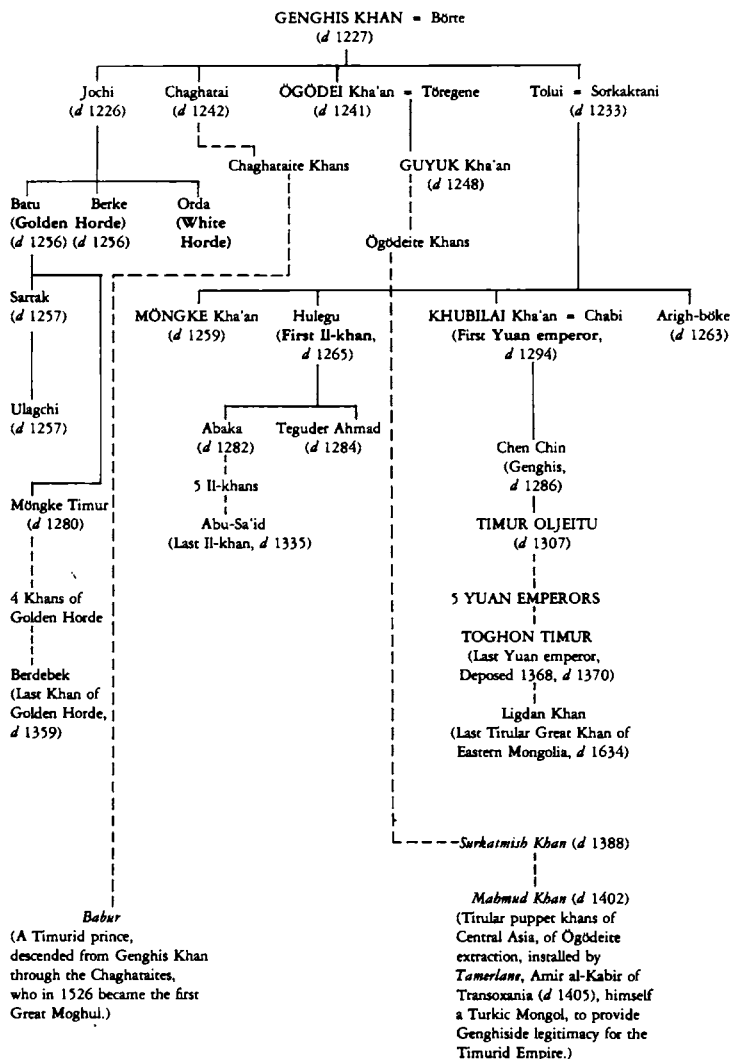 GENGHIS KHAN = Börte
(d 1227)
Jochi
(d 1226)
Chaghatai
(d 1242)
ÖGÖDEI Kha'an = Töregene
(d 1241)
Tolui = Sorkaktani
(d 1233)
Chaghataite Khans
GUYUK Kha'an
(d 1248)
Batu Berke
(Golden Horde)
(d 1256) (d 1256)
Orda
(White
Horde)
Ögödeite Khans
Sartak
(d 1257)
MÖNGKE Kha'an
(d 1259)
Hulegu
(First Il-khan,
d 1265)
KHUBILAI Kha'an = Chabi
(First Yuan emperor,
d 1294)
Arigh-böke
(d 1263)
Ulagchi
(d 1257)
Abaka
(d 1282)
Teguder Ahmad
(d 1284)
Chen Chin
(Genghis,
d 1286)
5 Il-khans
Möngke Timur
(d 1280)
Abu-Sa'id
(Last Il-khan, d 1335)
TIMUR OLJEITU
(d 1307)
4 Khans of
Golden Horde
5 YUAN EMPERORS
TOGHON TIMUR
(Last Yuan emperor,
Deposed 1368, d 1370)
Berdebek
(Last Khan of
Golden Horde,
d 1359)
Ligdan Khan
(Last Titular Great Khan of
Eastern Mongolia, d 1634)
Surkatmish Khan (d 1388)
Babur
(A Timurid prince,
descended from Genghis Khan
through the Chaghataites,
who in 1526 became the first
Great Moghul.)
Mahmud Khan (d 1402)
(Titular puppet khans of
Central Asia, of Ögödeite
extraction, installed by
Tamerlane, Amir al-Kabir of
Transoxania (d 1405), himself
a Turkic Mongol, to provide
Genghiside legitimacy for the
Timurid Empire.)